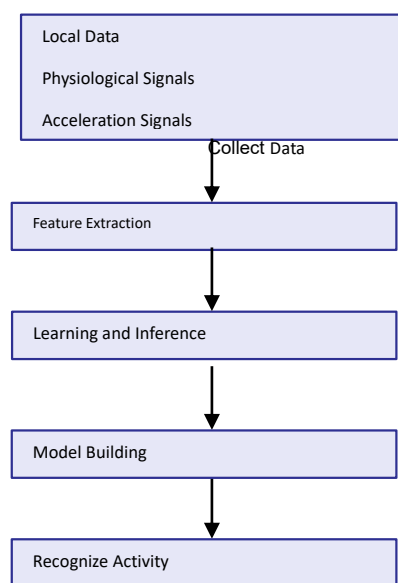 Local Data
Physiological Signals
Acceleration Signals
Collect Data
Feature Extraction
Learning and Inference
Model Building
Recognize Activity